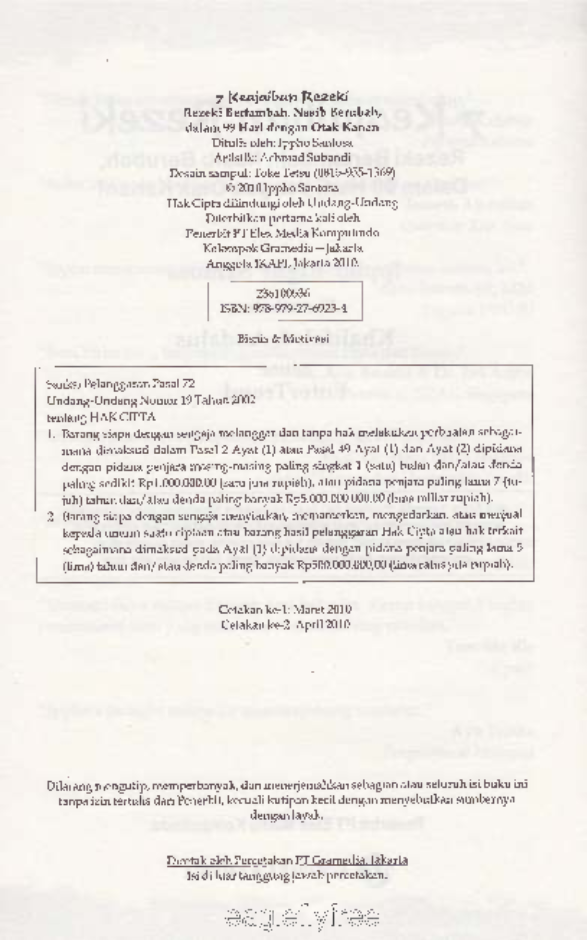 7 Keajaiban Rezeki
Rezeki Bertambah, Nasib Berubah,
dalam 99 Hari dengan Otak Kanan
Ditulis oleh: Ippho Santosa
Artistik: Achmad Subandi
Desain sampul: Toke Tetsu (0816-955-1369)
© 2010 Ippho Santosa
Hak Cipta dilindungi oleh Undang-Undang
Diterbitkan pertama kali oleh
Penerbit PT Elex Media Komputindo
Kelompok Gramedia – Jakarta
Anggota IKAPI, Jakarta 2010
236100636
ISBN: 978-979-27-6923-4
Bisnis & Motivasi
Sanksi Pelanggaran Pasal 72
Undang-Undang Nomor 19 Tahun 2002
tentang HAK CIPTA
1. Barang siapa dengan sengaja melanggar dan tanpa hak melakukan perbuatan sebagai-
mana dimaksud dalam Pasal 2 Ayat (1) atau Pasal 49 Ayat (1) dan Ayat (2) dipidana
dengan pidana penjara masing-masing paling singkat 1 (satu) bulan dan/atau denda
paling sedikit Rp1.000.000.00 (satu juta rupiah), atau pidana penjara paling lama 7 (tu-
juh) tahun dan/atau denda paling banyak Rp5.000.000.000.00 (lima miliar rupiah).
2. Barang siapa dengan sengaja menyiarkan, memamerkan, mengedarkan, atau menjual
kepada umum suatu ciptaan atau barang hasil pelanggaran Hak Cipta atau hak terkait
sebagaimana dimaksud pada Ayat (1) dipidana dengan pidana penjara paling lama 5
(lima) tahun dan/atau denda paling banyak Rp500.000.000,00 (lima ratus juta rupiah).
Cetakan ke-1: Maret 2010
Cetakan ke-2: April 2010
Dilarang mengutip, memperbanyak, dan menerjemahkan sebagian atau seluruh isi buku ini
tanpa izin tertulis dari Penerbit, kecuali kutipan kecil dengan menyebutkan sumbernya
dengan layak.
Dicetak oleh Percetakan PT Gramedia, Jakarta
Isi di luar tanggung jawab percetakan.
eagleflyfree